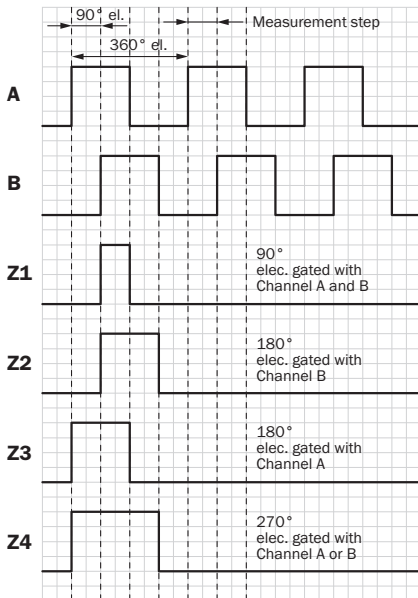 90° el.
Measurement step
360° el.
A
B
Z1
90°
elec. gated with
Channel A and B
Z2
180°
elec. gated with
Channel B
Z3
180°
elec. gated with
Channel A
Z4
270°
elec. gated with
Channel A or B